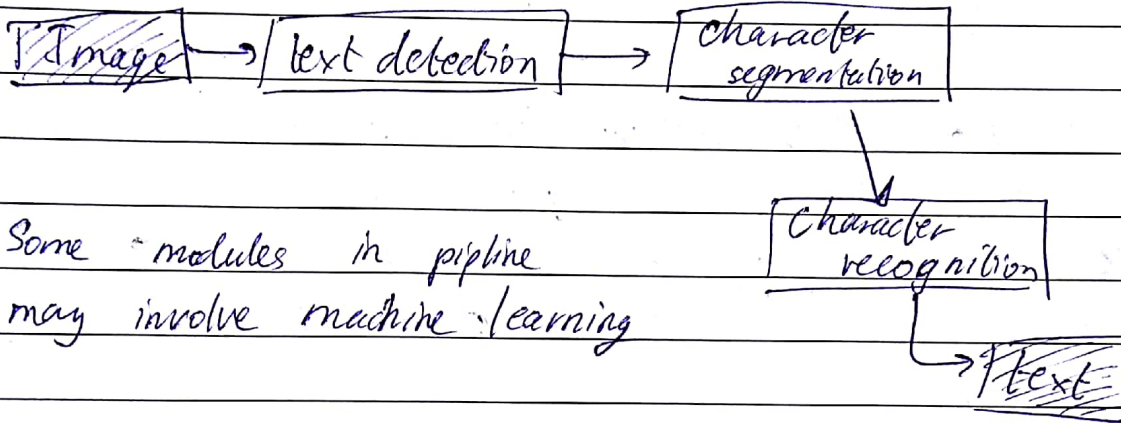 Image
text detection
character
segmentation
Character
recognition
Some modules in pipline
may involve machine learning
text